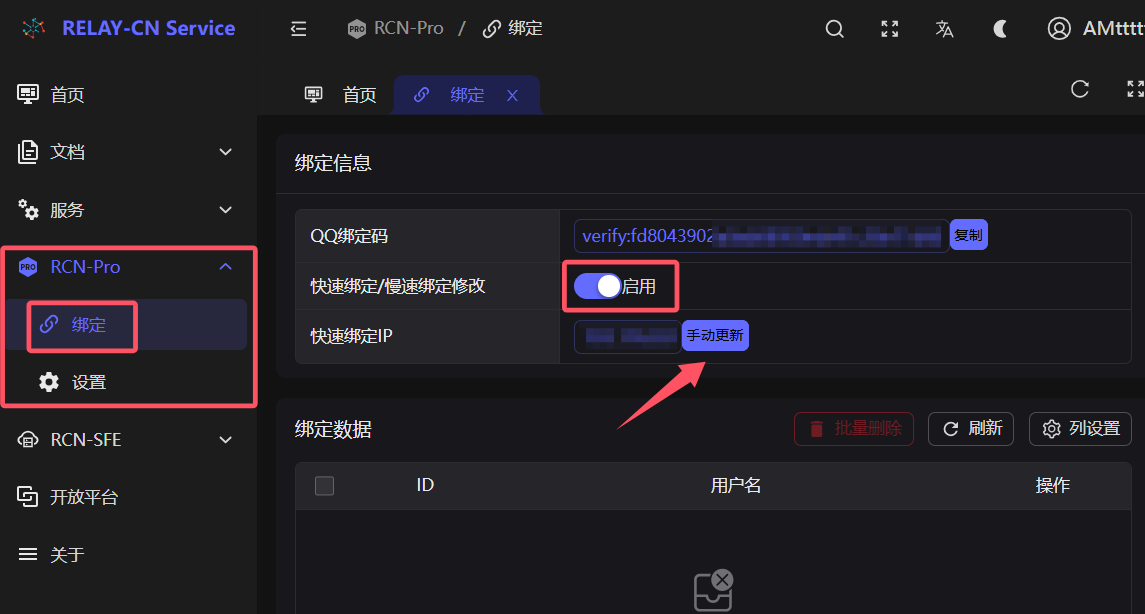 RELAY-CN Service
PRO RCN-Pro / 绑定
AMtttt
首页
文档
服务
PRO RCN-Pro
绑定
设置
RCN-SFE
开放平台
关于
首页
绑定
绑定信息
QQ绑定码
verify:fd8043902
复制
快速绑定/慢速绑定修改
启用
快速绑定IP
手动更新
绑定数据
批量删除
刷新
列设置
ID 用户名 操作